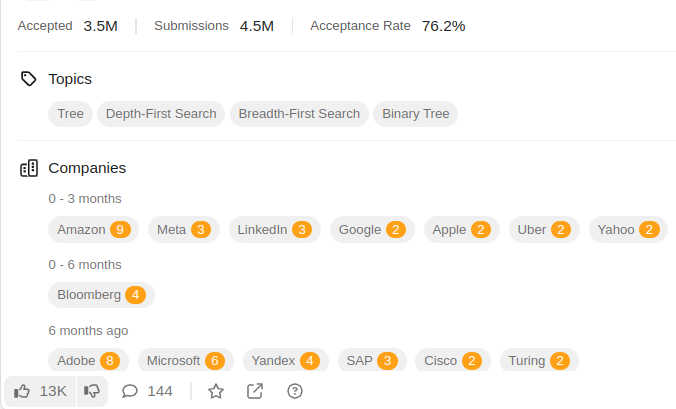 Accepted 3.5M Submissions 4.5M Acceptance Rate 76.2%
Topics
Tree Depth-First Search Breadth-First Search Binary Tree
Companies
0 - 3 months
Amazon 9 Meta 3 LinkedIn 3 Google 2 Apple 2 Uber 2 Yahoo 2
0 - 6 months
Bloomberg 4
6 months ago
Adobe 8 Microsoft 6 Yandex 4 SAP 3 Cisco 2 Turing 2
13K 144